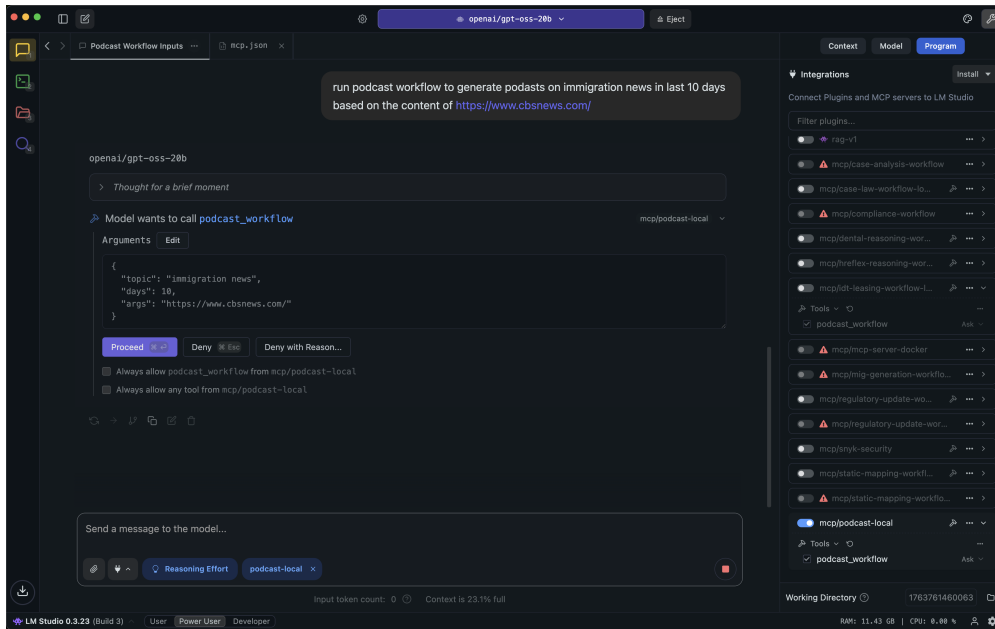 openai/gpt-oss-20b
Eject
Podcast Workflow Inputs
mcp.json
Context
Model
Program
run podcast workflow to generate podasts on immigration news in last 10 days
based on the content of https://www.cbsnews.com/
openai/gpt-oss-20b
Thought for a brief moment
Model wants to call podcast_workflow
mcp/podcast-local
Arguments
Edit
{
"topic": "immigration news",
"days": 10,
"args": "https://www.cbsnews.com/"
}
Proceed
Deny
Esc
Deny with Reason...
Always allow podcast_workflow from mcp/podcast-local
Always allow any tool from mcp/podcast-local
Send a message to the model...
Reasoning Effort
podcast-local
Input token count: 0
Context is 23.1% full
Integrations
Install
Connect Plugins and MCP servers to LM Studio
Filter plugins...
rag-v1
mcp/case-analysis-workflow
mcp/case-law-workflow-lo...
mcp/compliance-workflow
mcp/dental-reasoning-wor...
mcp/hreflex-reasoning-wor...
mcp/idt-leasing-workflow-l...
Tools
podcast_workflow
Ask
mcp/mcp-server-docker
mcp/mig-generation-workflo...
mcp/regulatory-update-wo...
mcp/regulatory-update-wor...
mcp/snyk-security
mcp/static-mapping-workfl...
mcp/static-mapping-workflo...
mcp/podcast-local
Tools
podcast_workflow
Ask
Working Directory
1763761460063
LM Studio 0.3.23 (Build 3)
User
Power User
Developer
RAM: 11.43 GB | CPU: 0.00 %